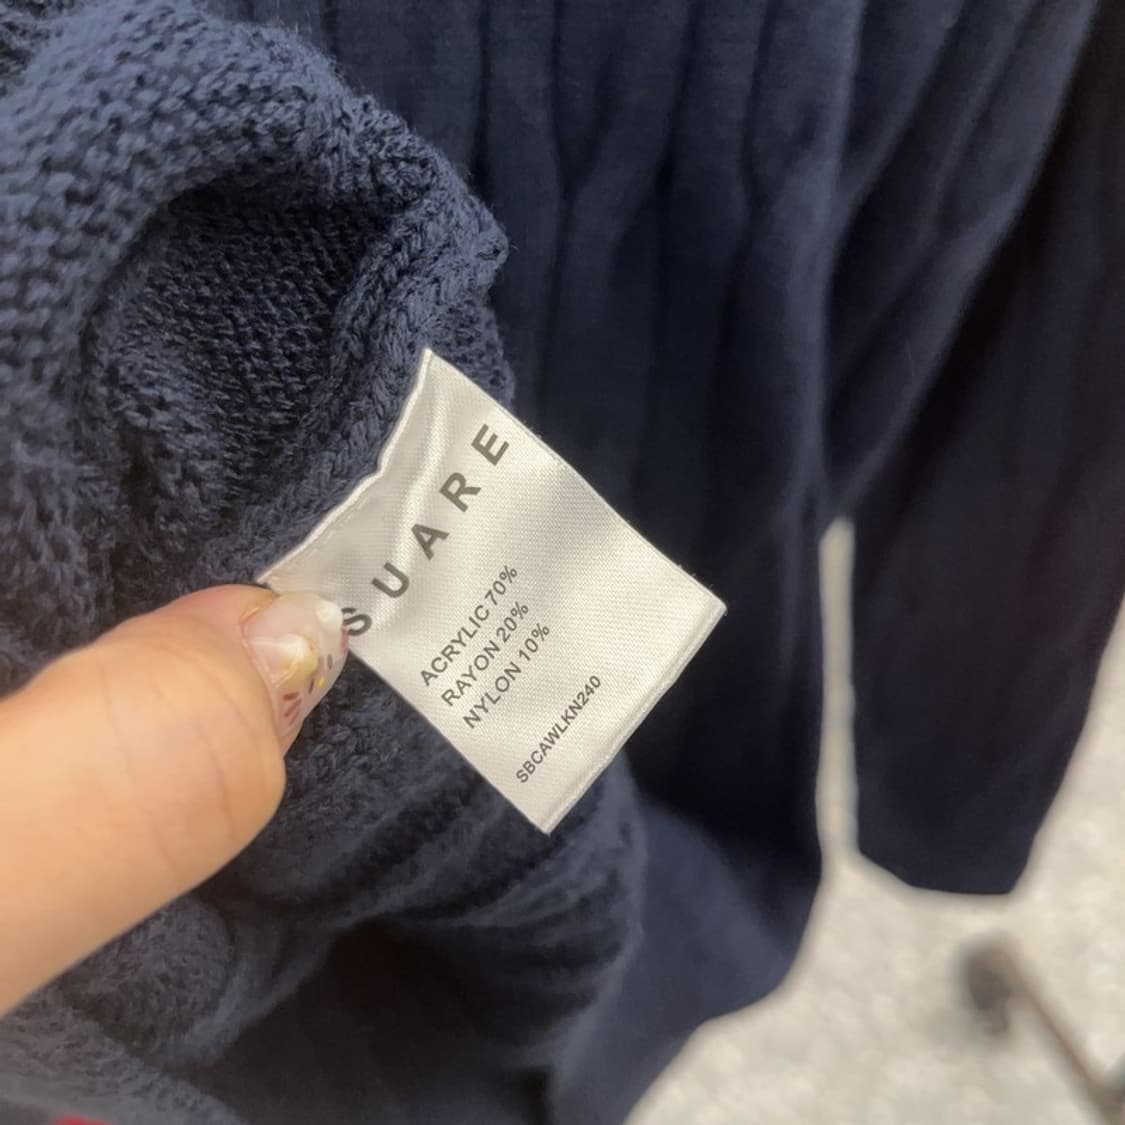 SUARE
ACRYLIC 70%
RAYON 20%
NYLON 10%
SBCAWLKN240